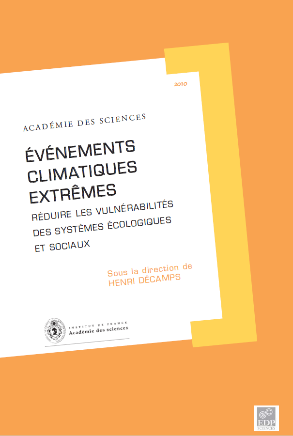 2010
ACADÉMIE DES SCIENCES
ÉVÉNEMENTS
CLIMATIQUES
EXTRÊMES
RÉDUIRE LES VULNÉRABILITÉS
DES SYSTÈMES ÉCOLOGIQUES
ET SOCIAUX
Sous la direction de
HENRI DÉCAMPS
INSTITUT DE FRANCE
Académie des sciences
EDP
SCIENCES